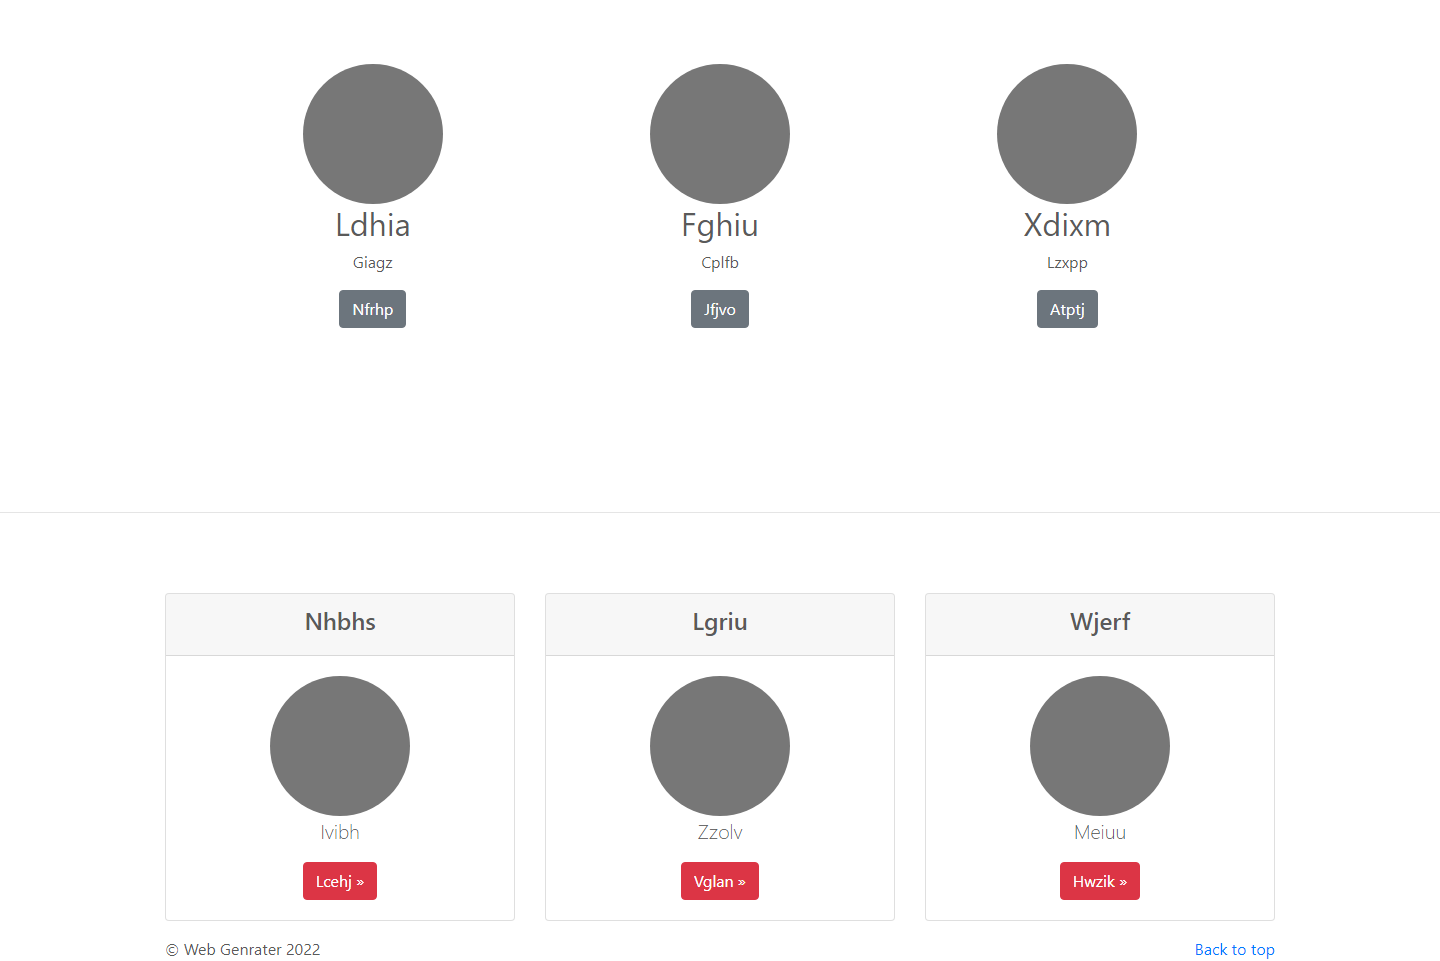 Ldhia
Giagz
Nfrhp
Fghiu
Cplfb
Jfjvo
Xdixm
Lzxpp
Atptj
Nhbhs
Ivibh
Lcehj »
Lgriu
Zzolv
Vglan »
Wjerf
Meiuu
Hwzik »
© Web Genrater 2022
Back to top